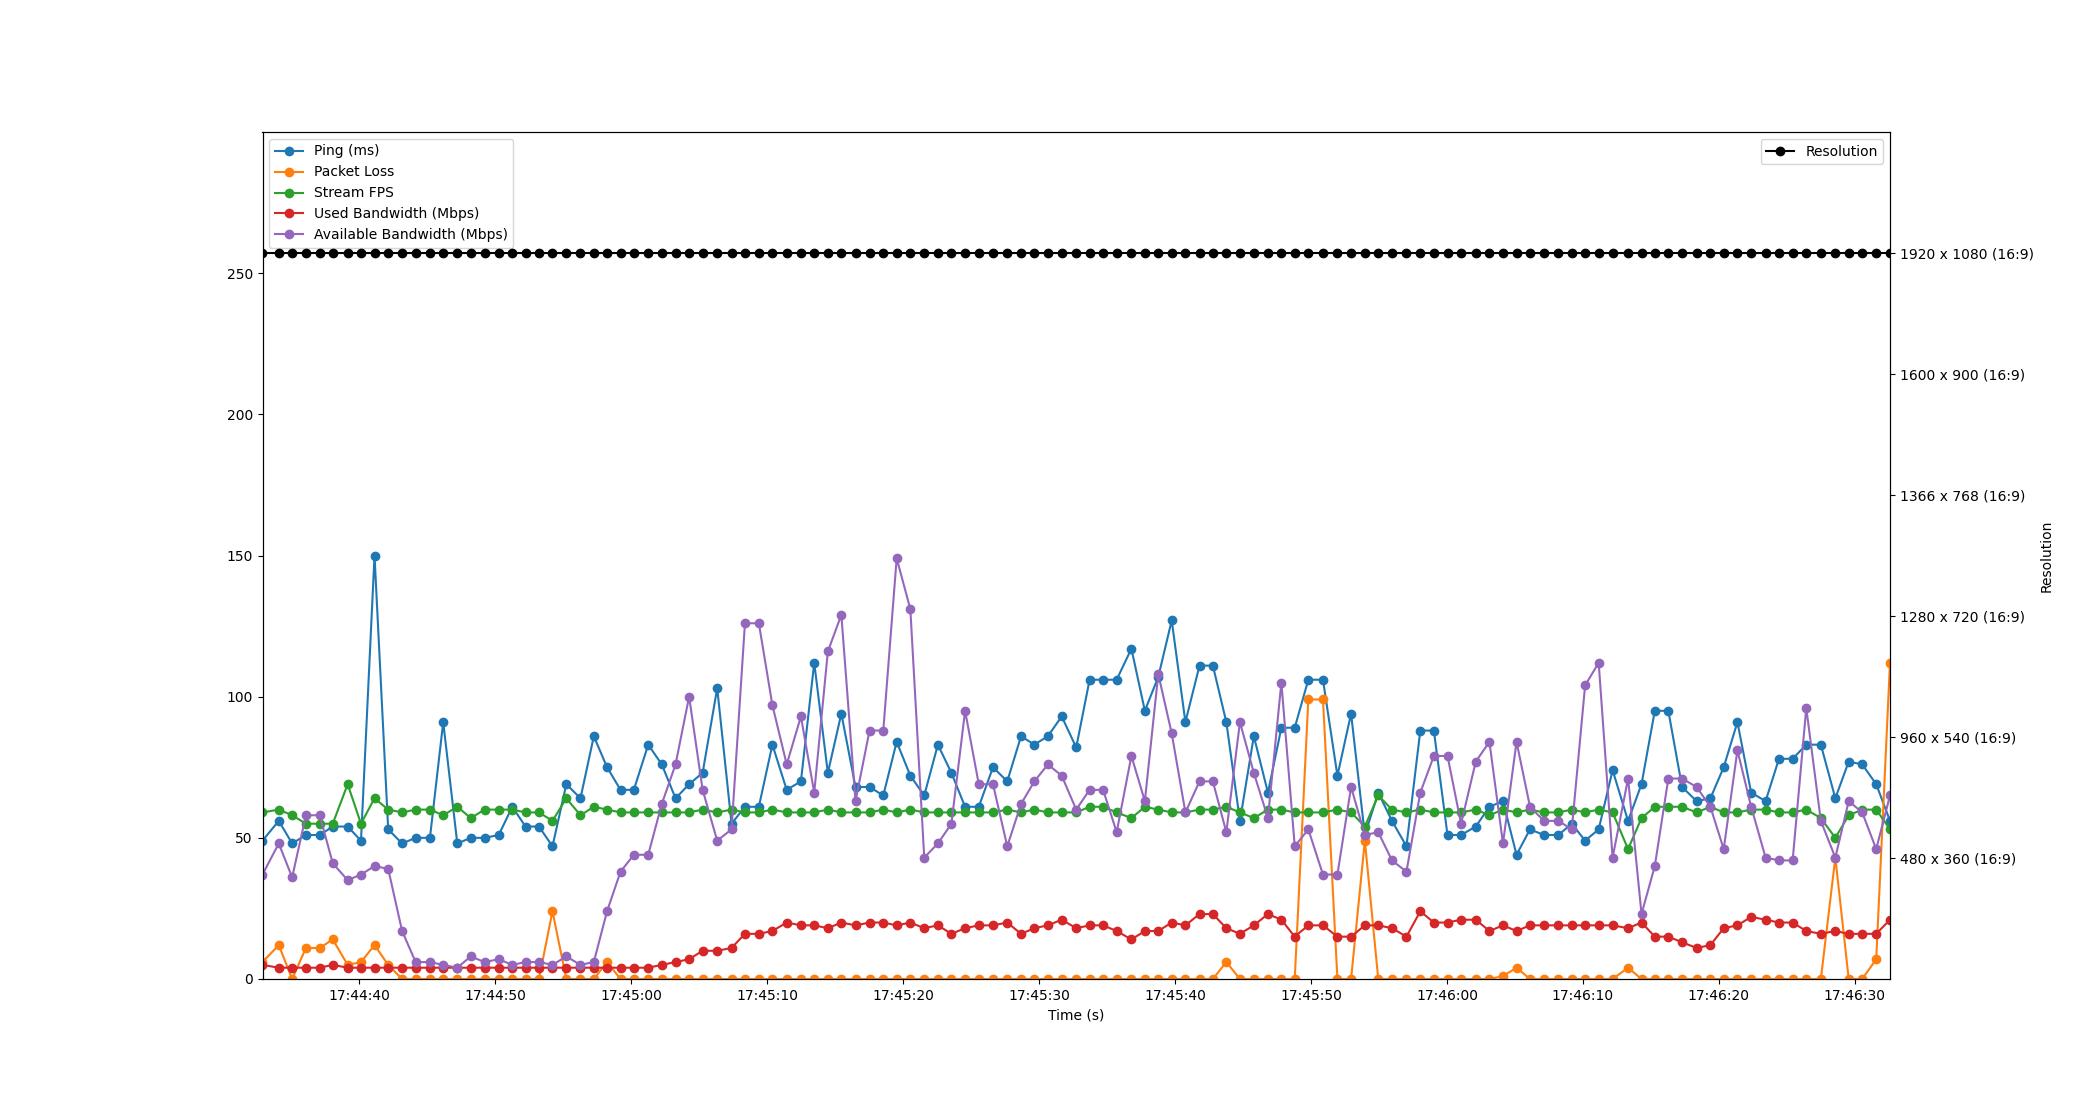 Ping (ms)
Packet Loss
Stream FPS
Used Bandwidth (Mbps)
Available Bandwidth (Mbps)
Resolution
250
200
150
100
50
0
1920 x 1080 (16:9)
1600 x 900 (16:9)
1366 x 768 (16:9)
1280 x 720 (16:9)
960 x 540 (16:9)
480 x 360 (16:9)
Resolution
17:44:40 17:44:50 17:45:00 17:45:10 17:45:20 17:45:30 17:45:40 17:45:50 17:46:00 17:46:10 17:46:20 17:46:30
Time (s)